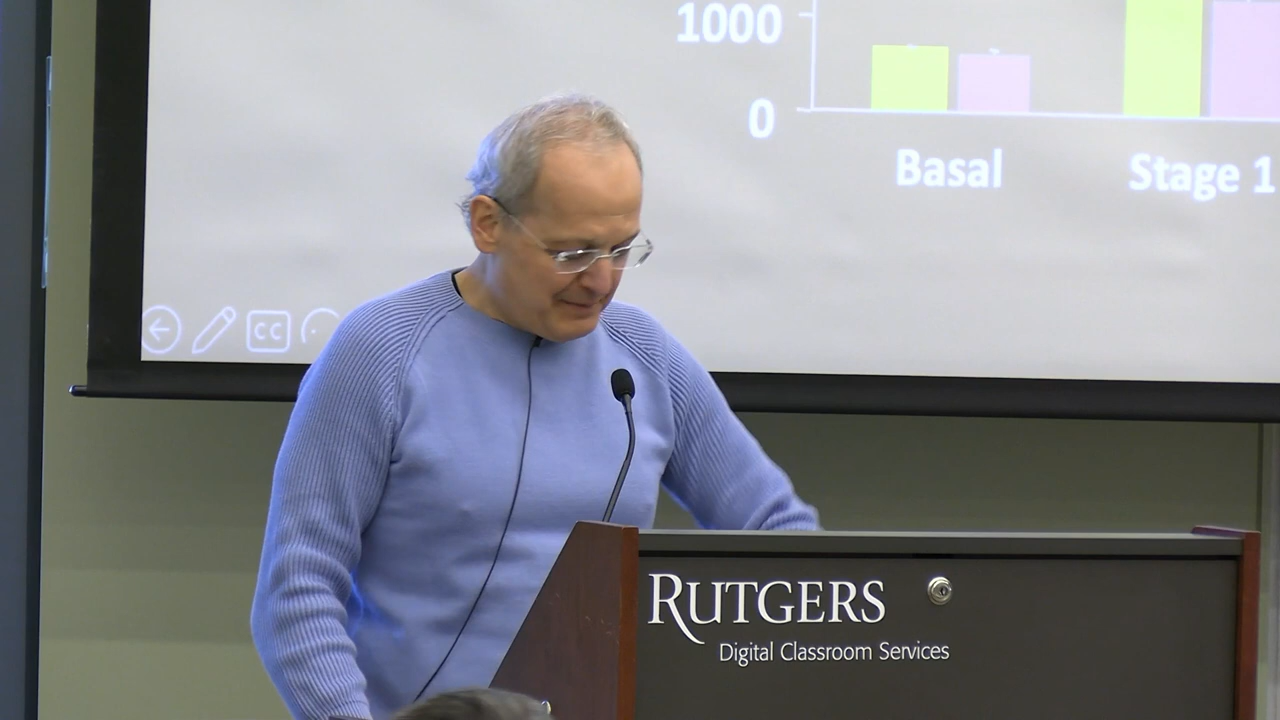 1000
0
Basal
Stage 1
CC
RUTGERS
Digital Classroom Services